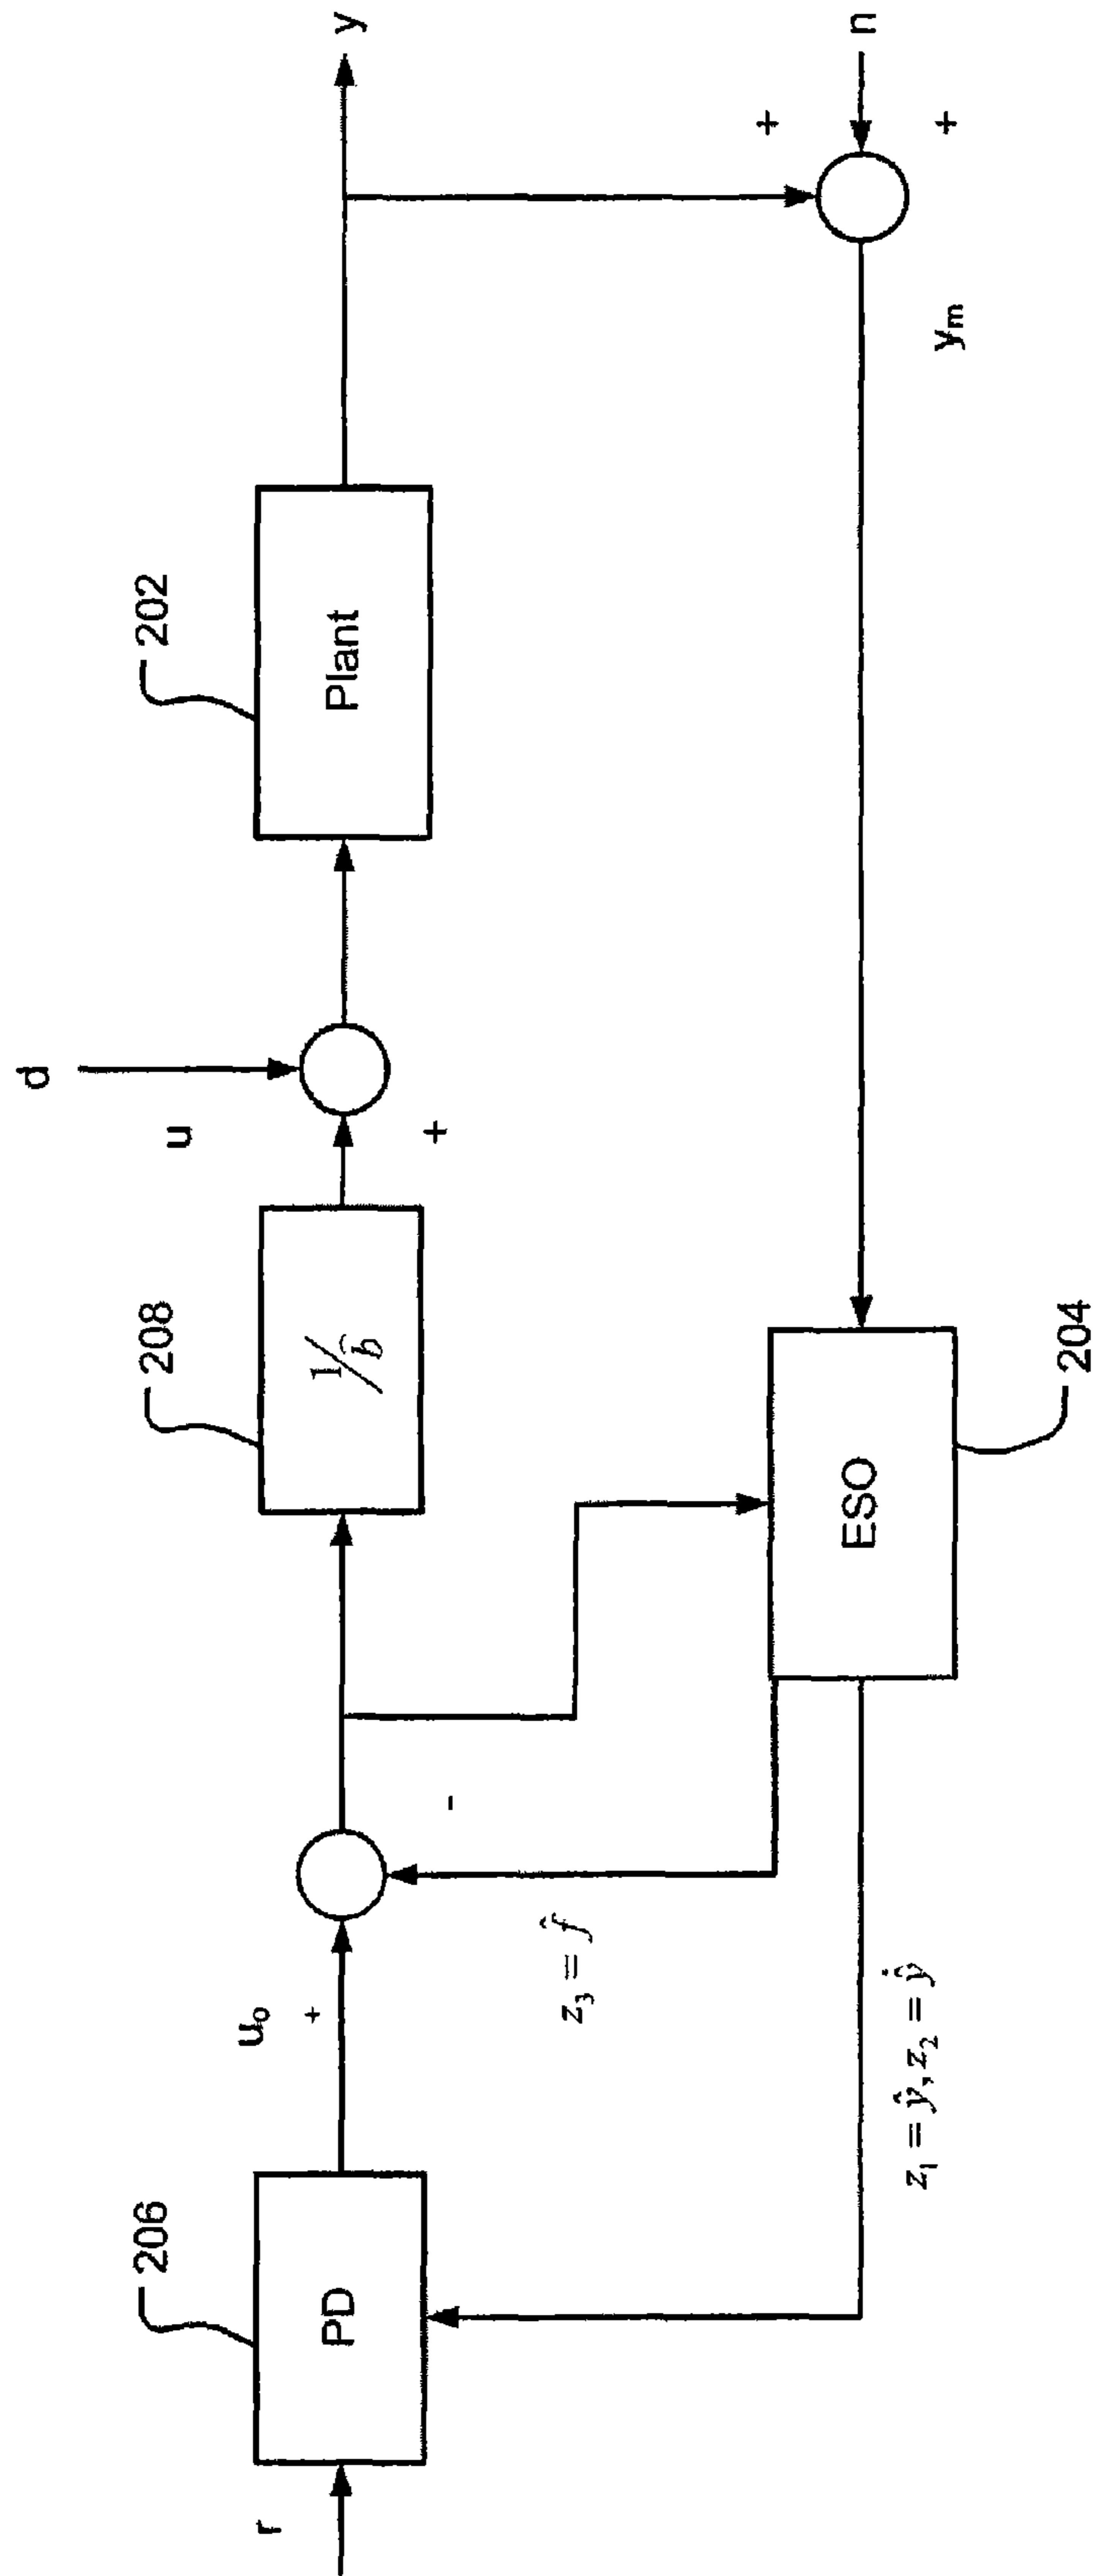 r
206
PD
u₀
+
-
z₃ = f̂
z₁ = ŷ, z₂ = ŷ̇
208
1/b̂
u
+
d
202
Plant
y
ESO
204
+
n
+
yₘ